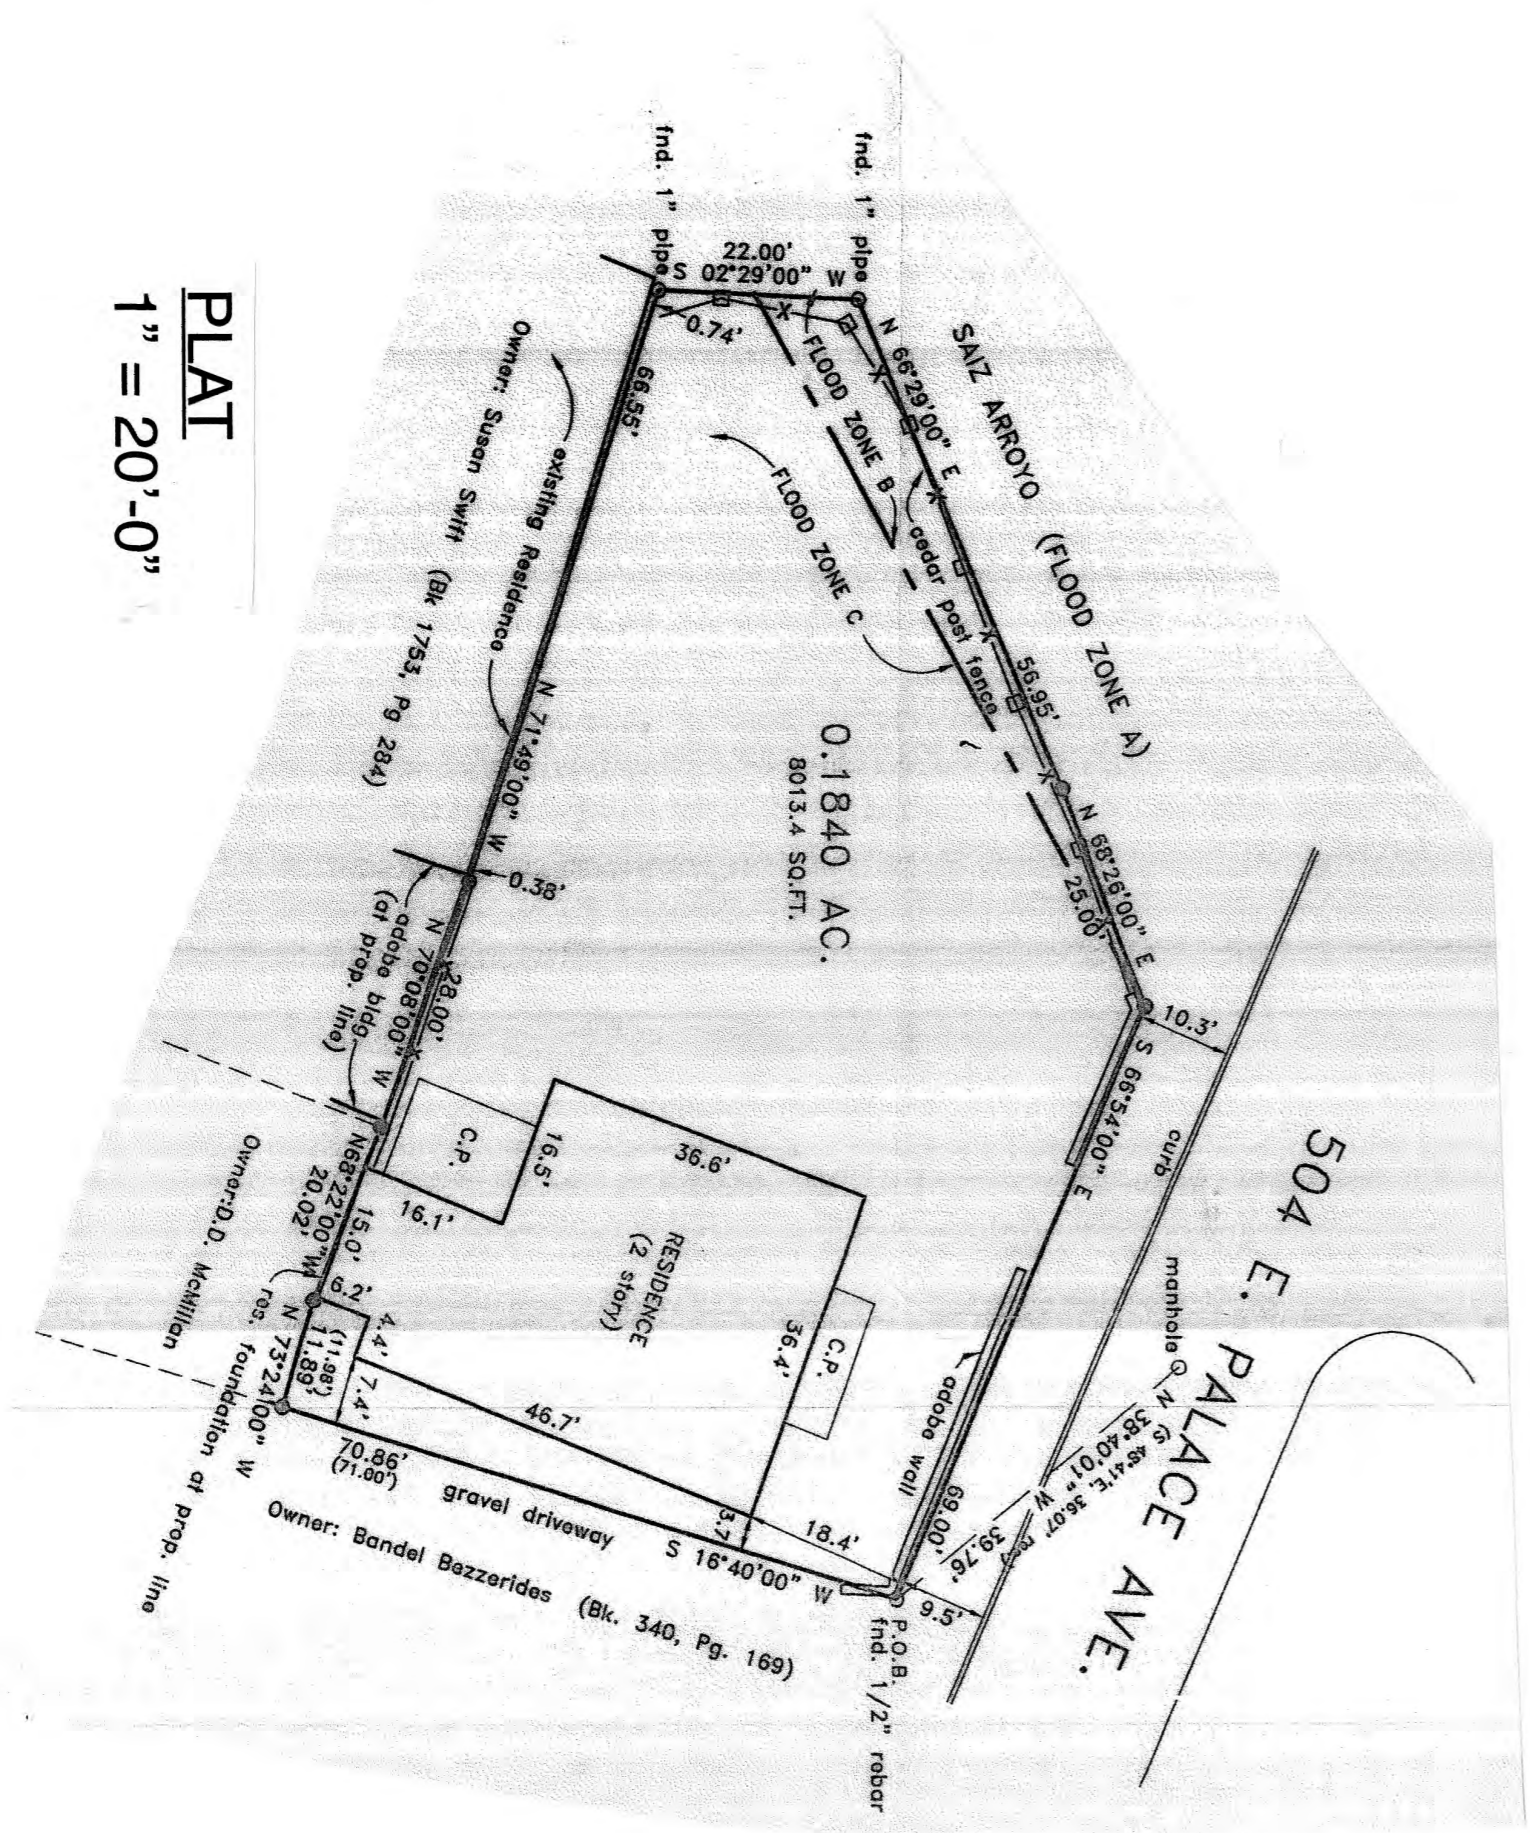 PLAT
1" = 20'-0"
504 E. PALACE AVE.
SAIZ ARROYO (FLOOD ZONE A)
fnd. 1" pipe
fnd. 1" pipe
22.00'
S 02°29'00" W
0.74'
N 66°29'00" E
56.95'
cedar post fence
FLOOD ZONE B
FLOOD ZONE C
N 68°26'00" E
25.00'
10.3'
S 66°54'00" E
69.00'
curb
manhole
N 38°40'01" W 39.76'
(S 48°41'E, 36.07' rec)
adobe wall
9.5'
P.O.B.
fnd. 1/2" rebar
0.1840 AC.
8013.4 SQ.FT.
66.55'
N 71°49'00" W
existing Residence
Owner: Susan Swift (Bk 1753, Pg 284)
0.38'
28.00'
N 70°08'00" W
adobe bldg
(at prop. line)
C.P.
16.5'
16.1'
36.6'
RESIDENCE
(2 story)
C.P.
36.4'
46.7'
18.4'
3.7'
N68°22'00"W
20.02'
15.0'
6.2'
4.4'
7.4'
11.89'
(11.98')
N 73°24'00" W
res. foundation at prop. line
Owner:D.D. McMillan
70.86'
(71.00')
gravel driveway
S 16°40'00" W
Owner: Bandel Bezzerides (Bk. 340, Pg. 169)